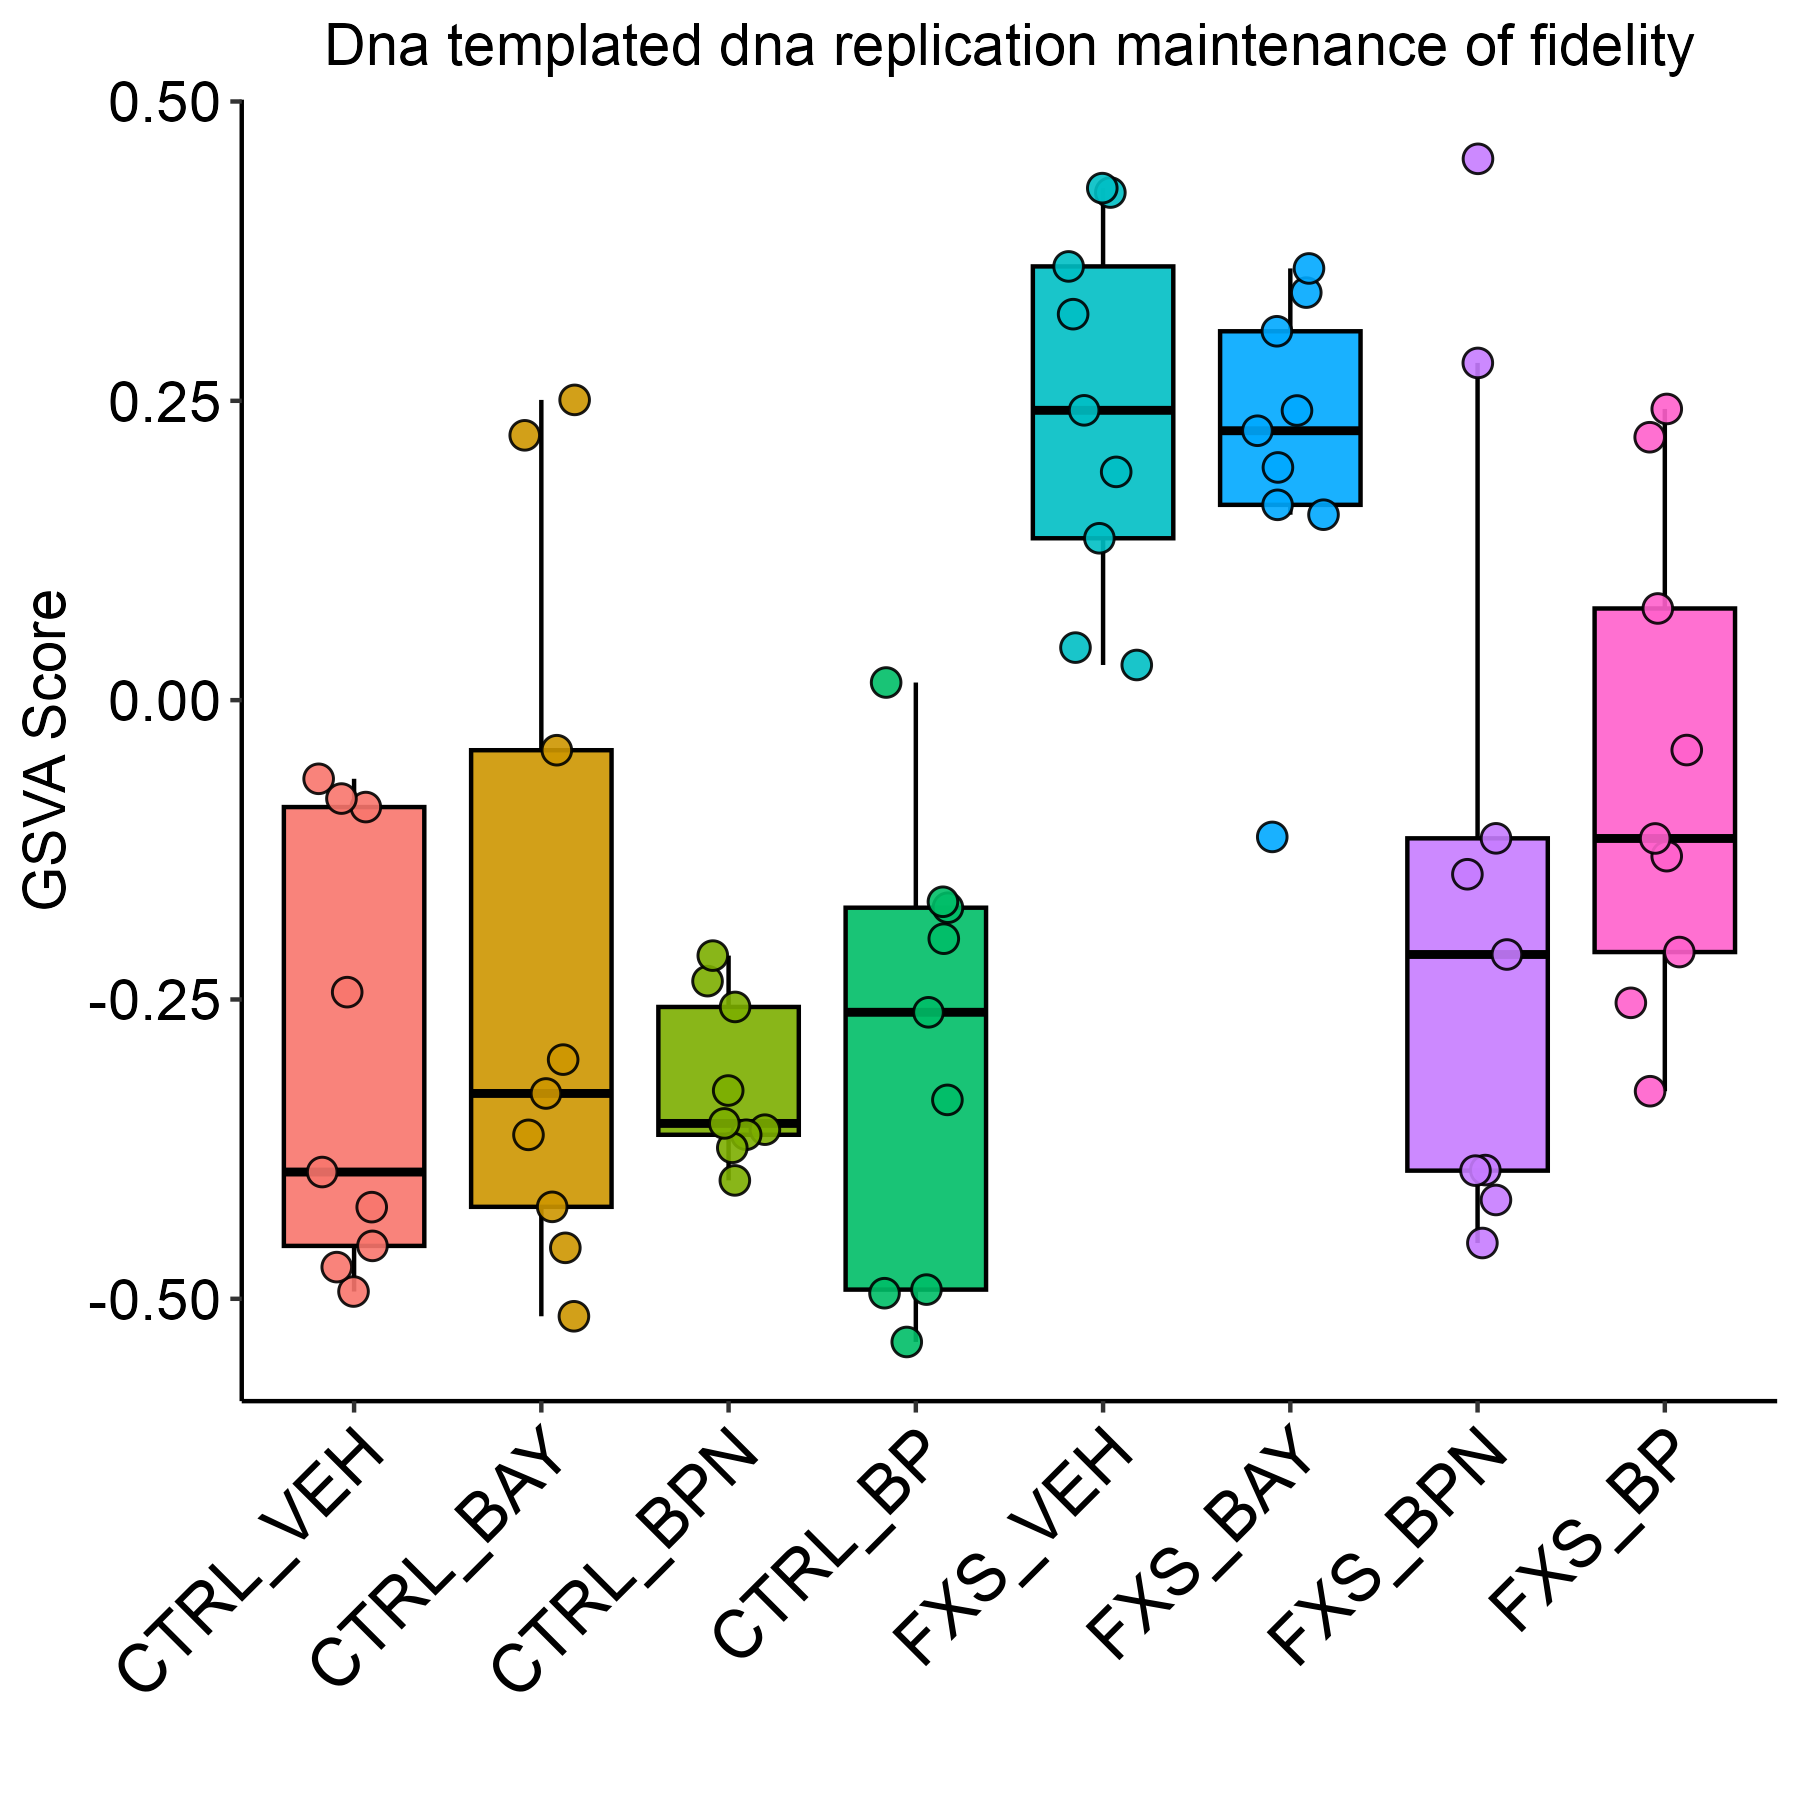 Dna templated dna replication maintenance of fidelity
0.50
0.25
0.00
-0.25
-0.50
GSVA Score
CTRL_VEH
CTRL_BAY
CTRL_BPN
CTRL_BP
FXS_VEH
FXS_BAY
FXS_BPN
FXS_BP